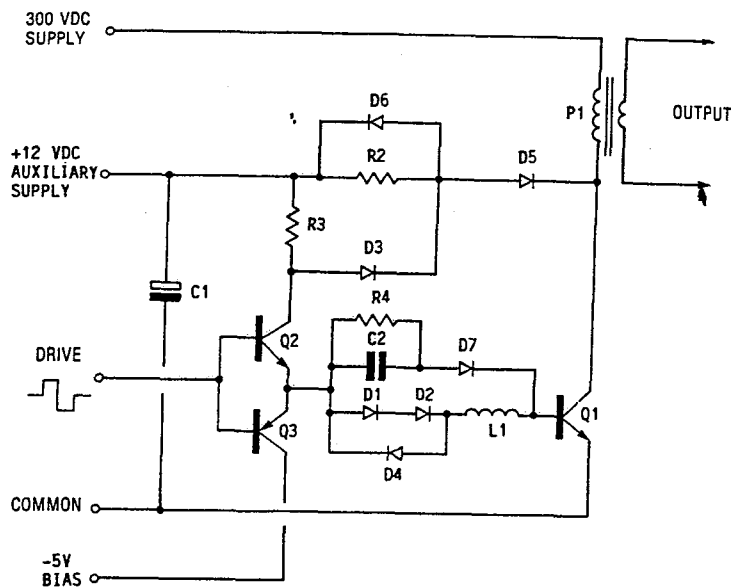 300 VDC
SUPPLY
D6
P1
OUTPUT
+12 VDC
AUXILIARY
SUPPLY
R2
D5
R3
D3
C1
R4
Q2
C2
D7
DRIVE
D1
D2
Q1
Q3
L1
D4
COMMON
-5V
BIAS